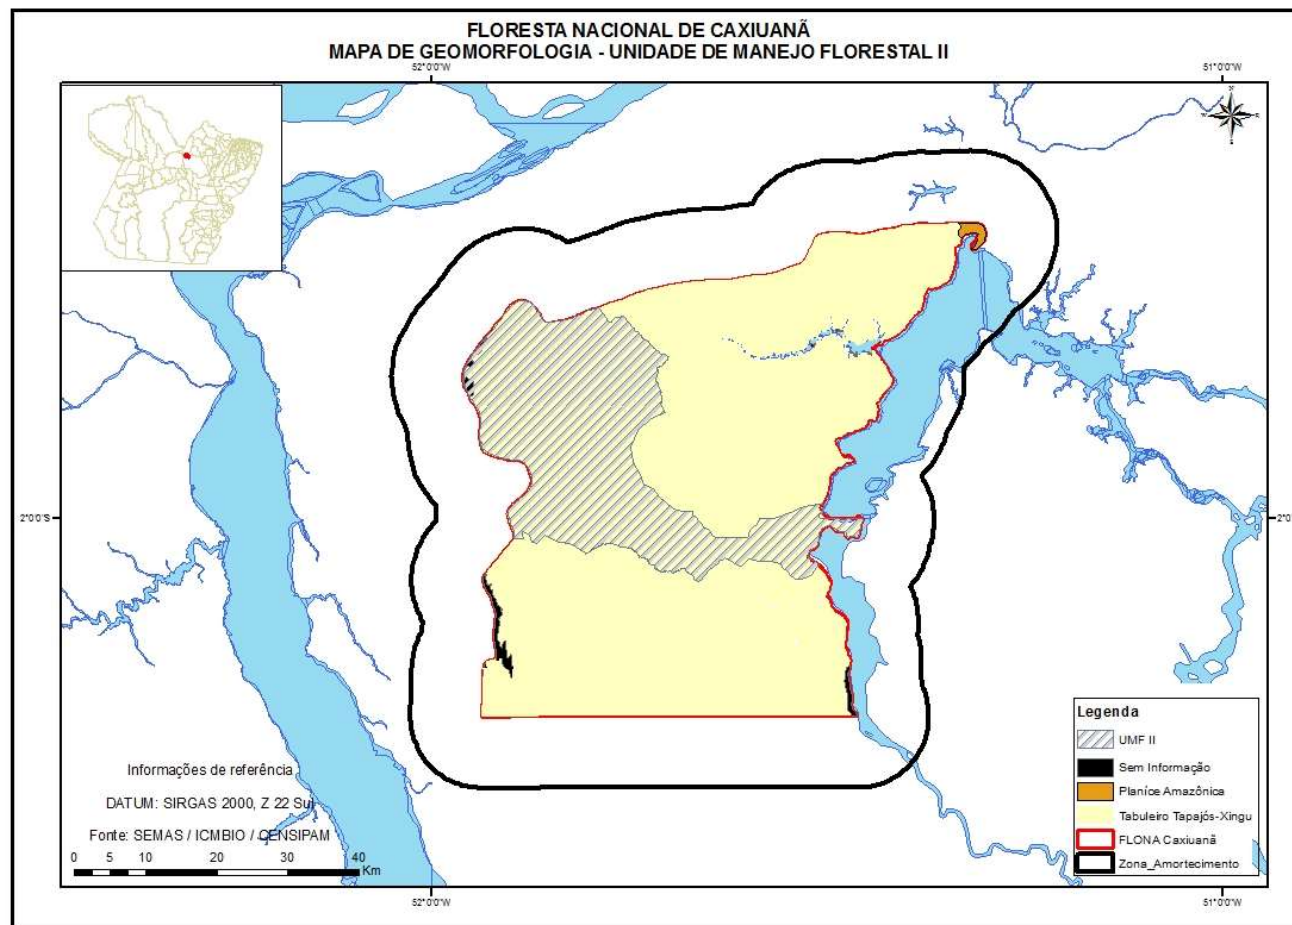 FLORESTA NACIONAL DE CAXIUANÃ
MAPA DE GEOMORFOLOGIA - UNIDADE DE MANEJO FLORESTAL II
52°0'0"W
51°0'0"W
N
W
E
S
2°0'0"S
2°0'
Legenda
UMF II
Sem Informação
Planíce Amazônica
Tabuleiro Tapajós-Xingu
FLONA Caxiuanã
Zona_Amortecimento
Informações de referência
DATUM: SIRGAS 2000, Z 22 Sul
Fonte: SEMAS / ICMBIO / CENSIPAM
0 5 10 20 30 40
Km
52°0'0"W
51°0'0"W